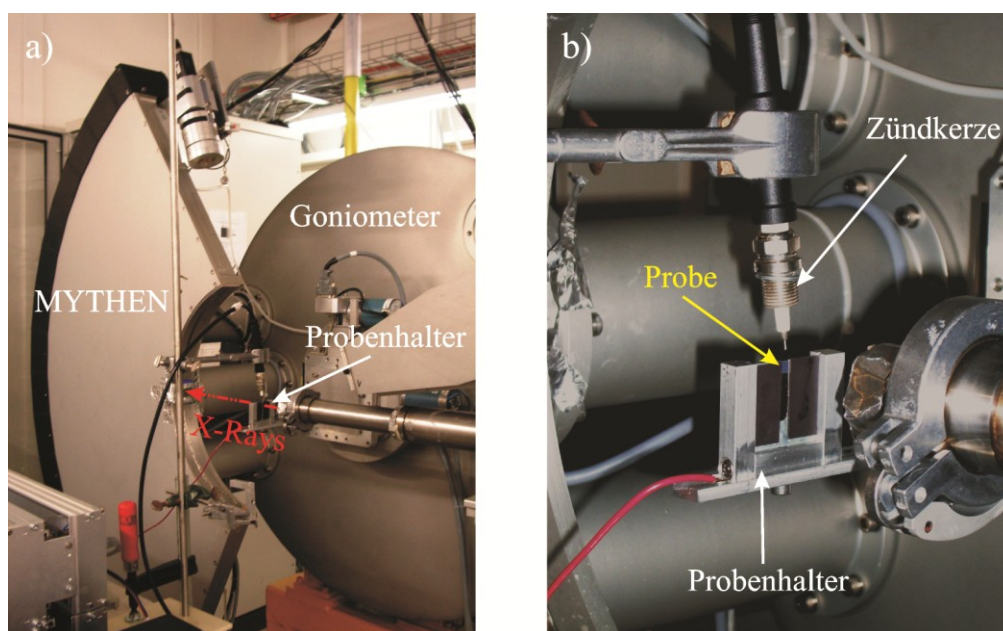 a)
Goniometer
MYTHEN
Probenhalter
X-Rays
b)
Zündkerze
Probe
Probenhalter